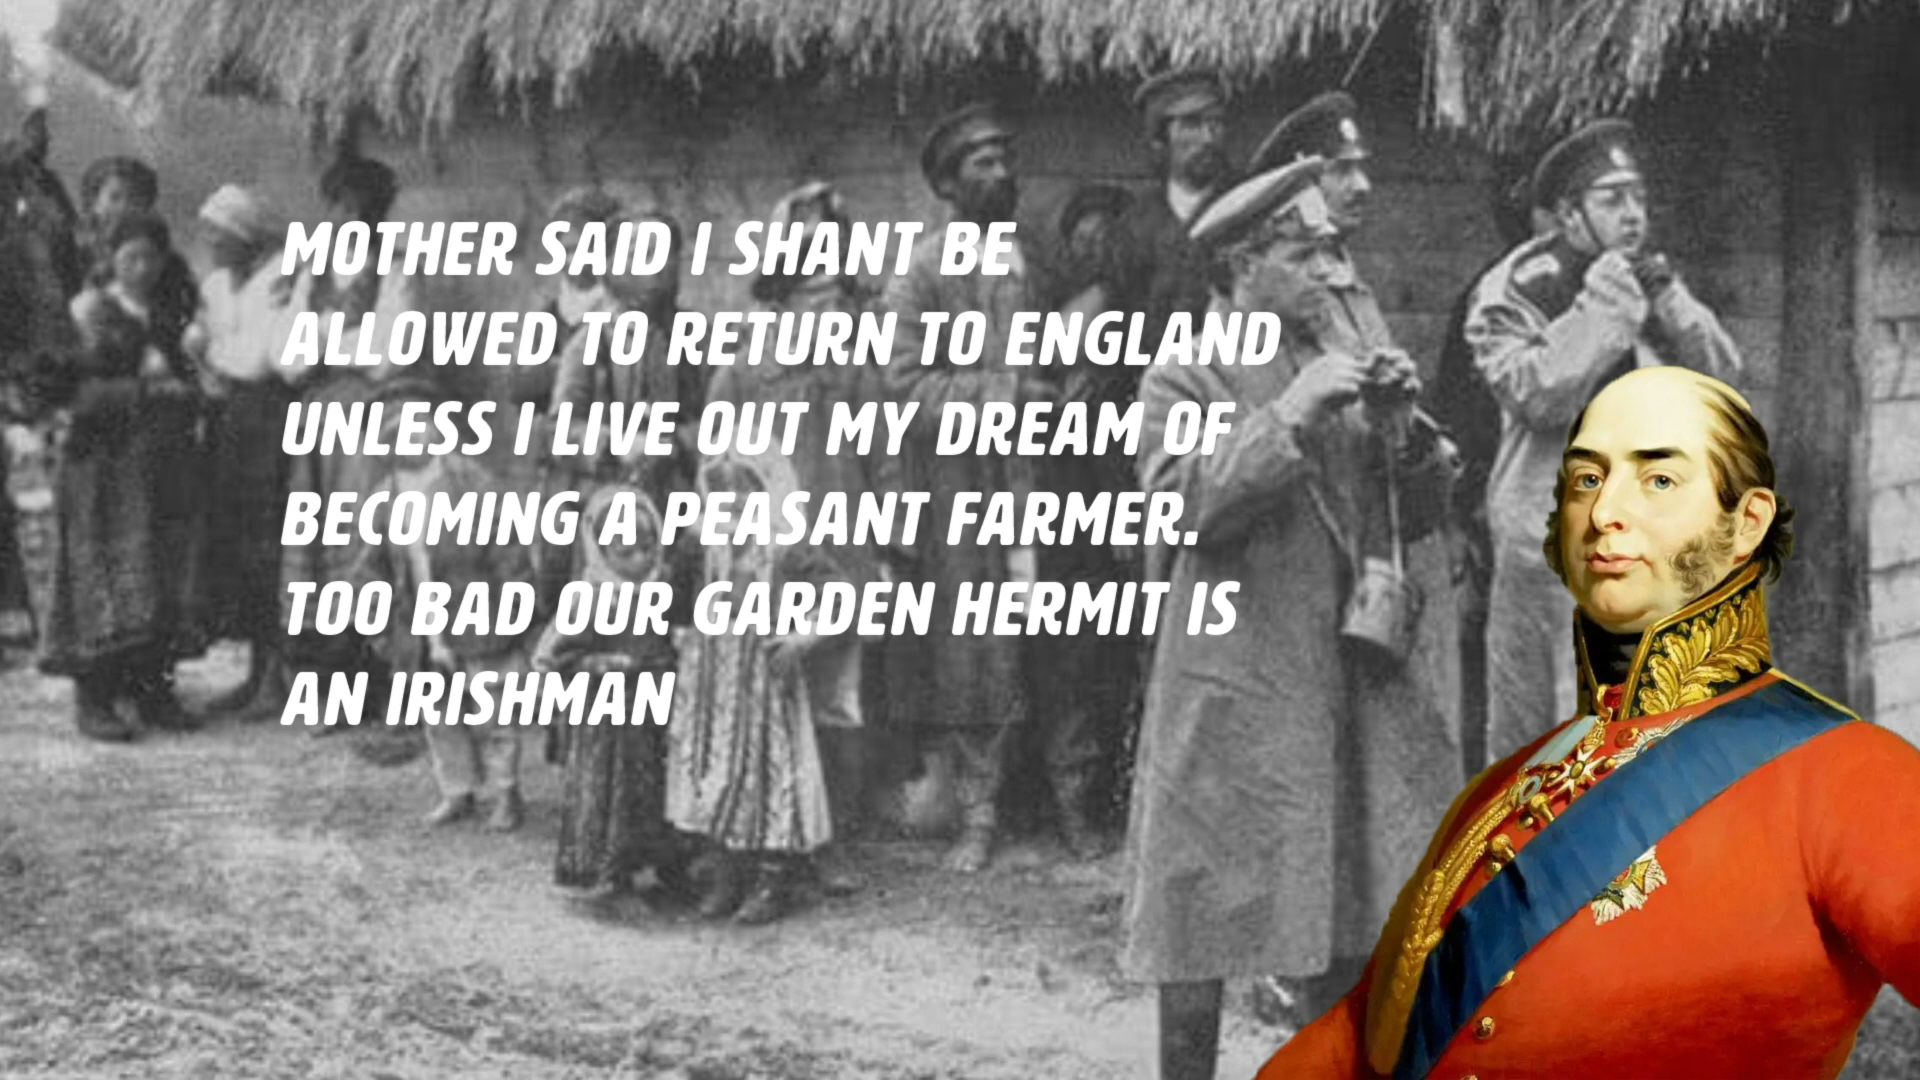 MOTHER SAID I SHANT BE
ALLOWED TO RETURN TO ENGLAND
UNLESS I LIVE OUT MY DREAM OF
BECOMING A PEASANT FARMER.
TOO BAD OUR GARDEN HERMIT IS
AN IRISHMAN